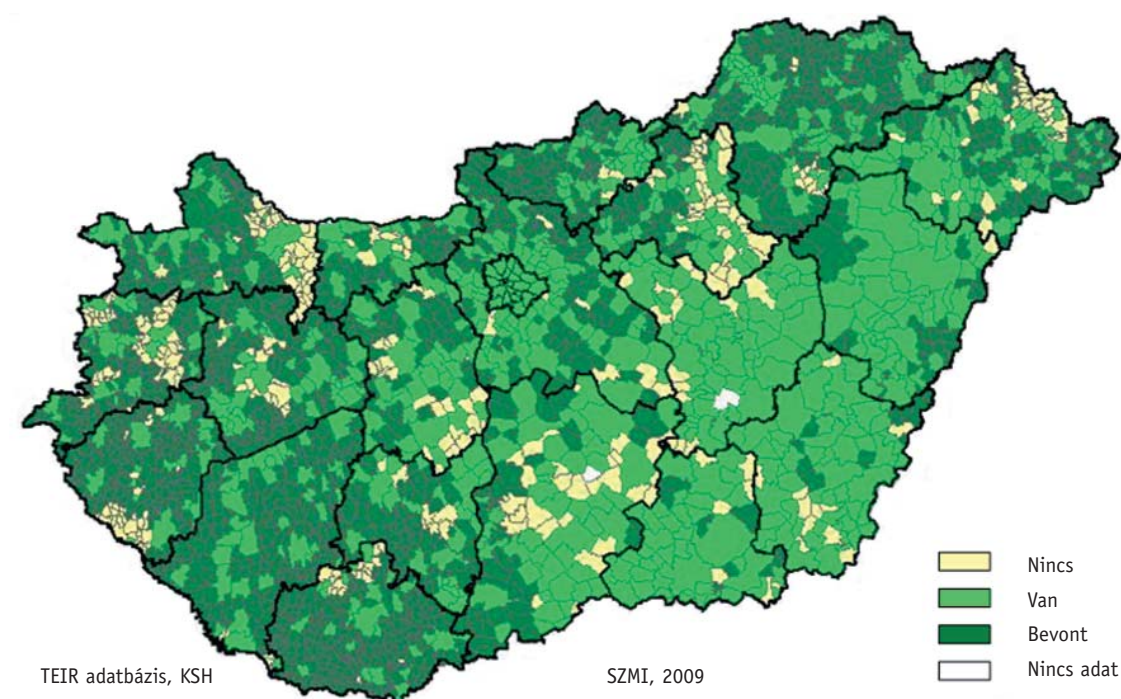 Nincs
Van
Bevont
Nincs adat
TEIR adatbázis, KSH
SZMI, 2009